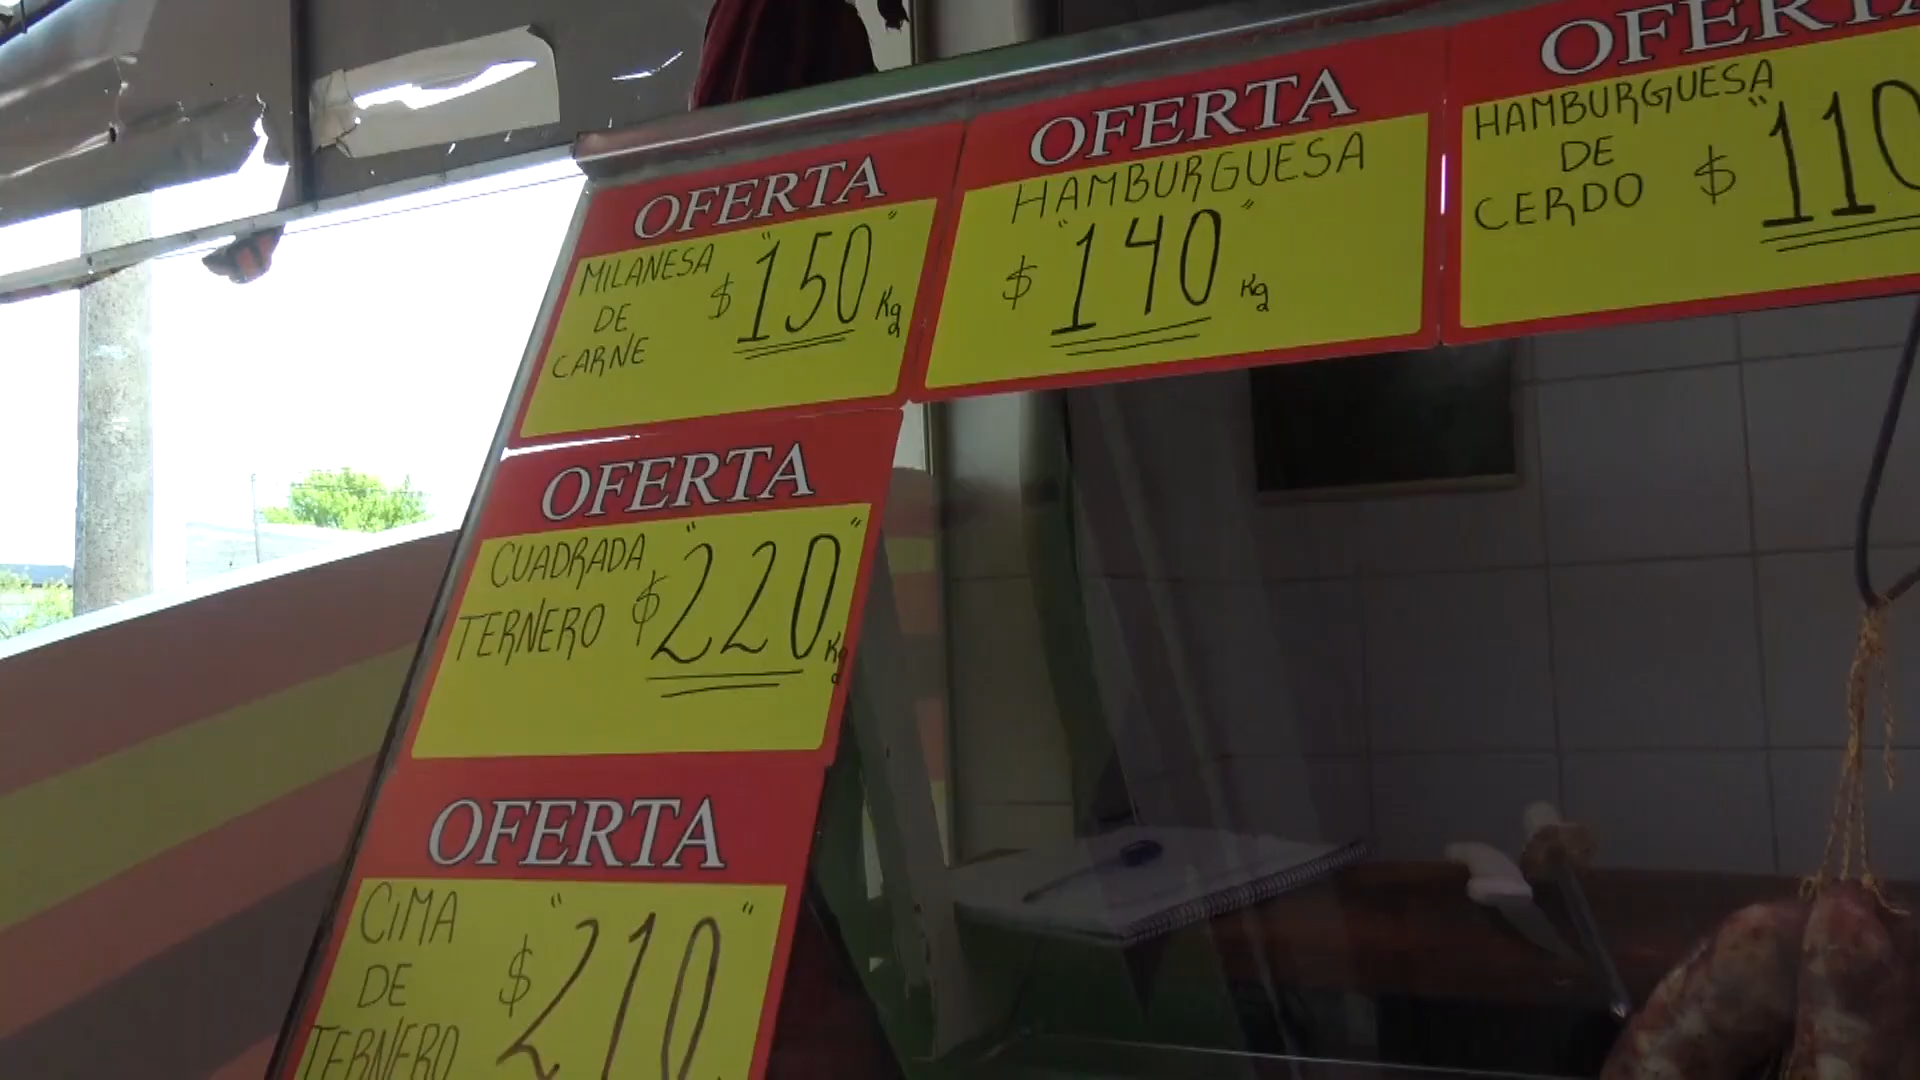 OFERTA
MILANESA
DE
CARNE
$ "150" Kg
OFERTA
HAMBURGUESA
$ "140" Kg
HAMBURGUESA
DE
CERDO
$ "110
OFERTA
CUADRADA
TERNERO
$ "220" Kg
OFERTA
CIMA
DE
TERNERO
$ "210"